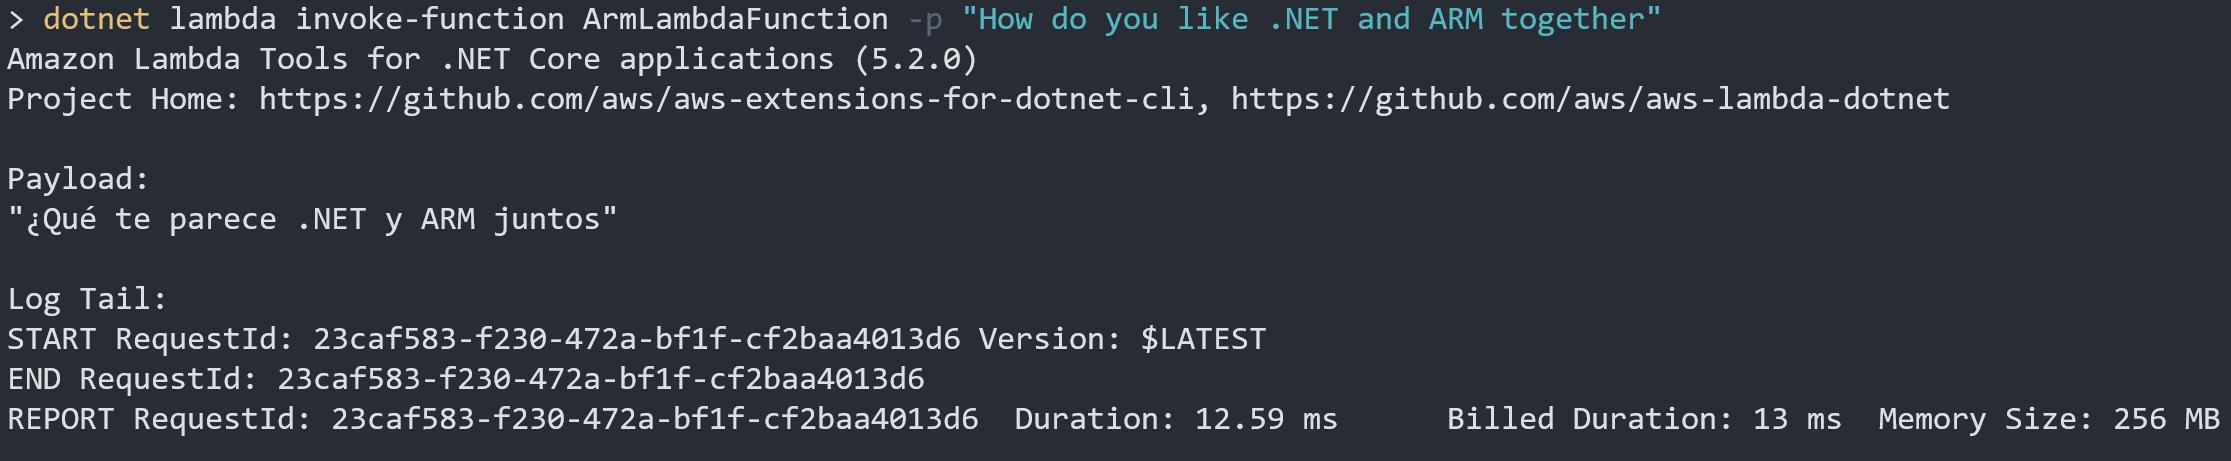 > dotnet lambda invoke-function ArmLambdaFunction -p "How do you like .NET and ARM together"
Amazon Lambda Tools for .NET Core applications (5.2.0)
Project Home: https://github.com/aws/aws-extensions-for-dotnet-cli, https://github.com/aws/aws-lambda-dotnet
Payload:
"¿Qué te parece .NET y ARM juntos"
Log Tail:
START RequestId: 23caf583-f230-472a-bf1f-cf2baa4013d6 Version: $LATEST
END RequestId: 23caf583-f230-472a-bf1f-cf2baa4013d6
REPORT RequestId: 23caf583-f230-472a-bf1f-cf2baa4013d6  Duration: 12.59 ms      Billed Duration: 13 ms  Memory Size: 256 MB